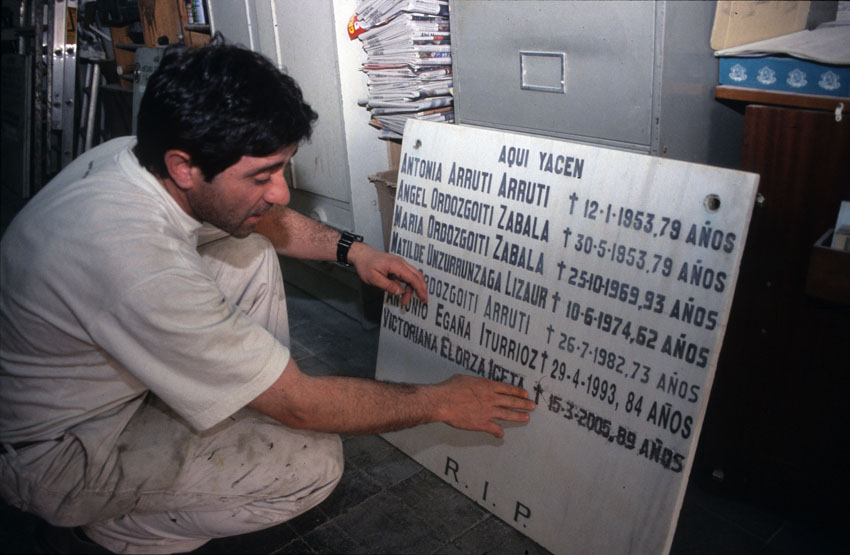 AQUI YACEN
ANTONIA ARRUTI ARRUTI † 12-1-1953, 79 AÑOS
ANGEL ORDOZGOITI ZABALA † 30-5-1953, 79 AÑOS
MARIA ORDOZGOITI ZABALA † 25-10-1969, 93 AÑOS
MATILDE UNZURRUNZAGA LIZAUR † 10-6-1974, 62 AÑOS
ORDOZGOITI ARRUTI † 26-7-1982, 73 AÑOS
ANTONIO EGAÑA ITURRIOZ † 29-4-1993, 84 AÑOS
VICTORIANA ELORZA ICETA † 15-3-2005, 89 AÑOS
R. I. P.